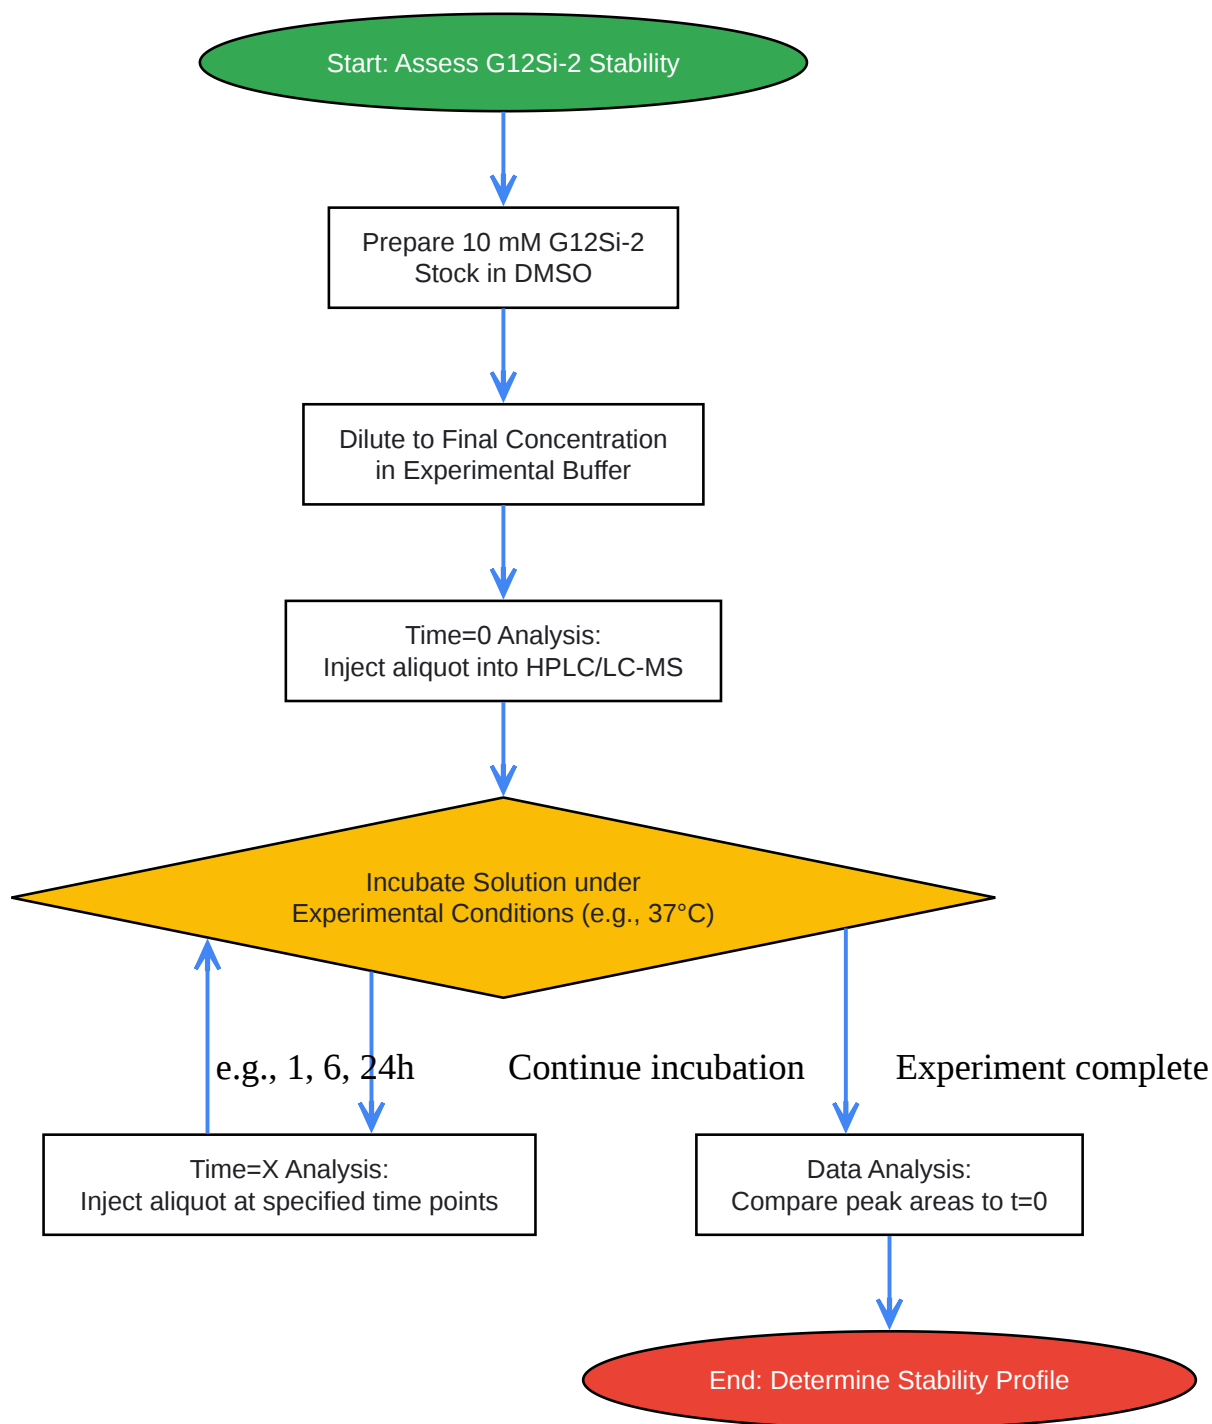 Start: Assess G12Si-2 Stability
Prepare 10 mM G12Si-2
Stock in DMSO
Dilute to Final Concentration
in Experimental Buffer
Time=0 Analysis:
Inject aliquot into HPLC/LC-MS
Incubate Solution under
Experimental Conditions (e.g., 37°C)
e.g., 1, 6, 24h
Continue incubation
Experiment complete
Time=X Analysis:
Inject aliquot at specified time points
Data Analysis:
Compare peak areas to t=0
End: Determine Stability Profile